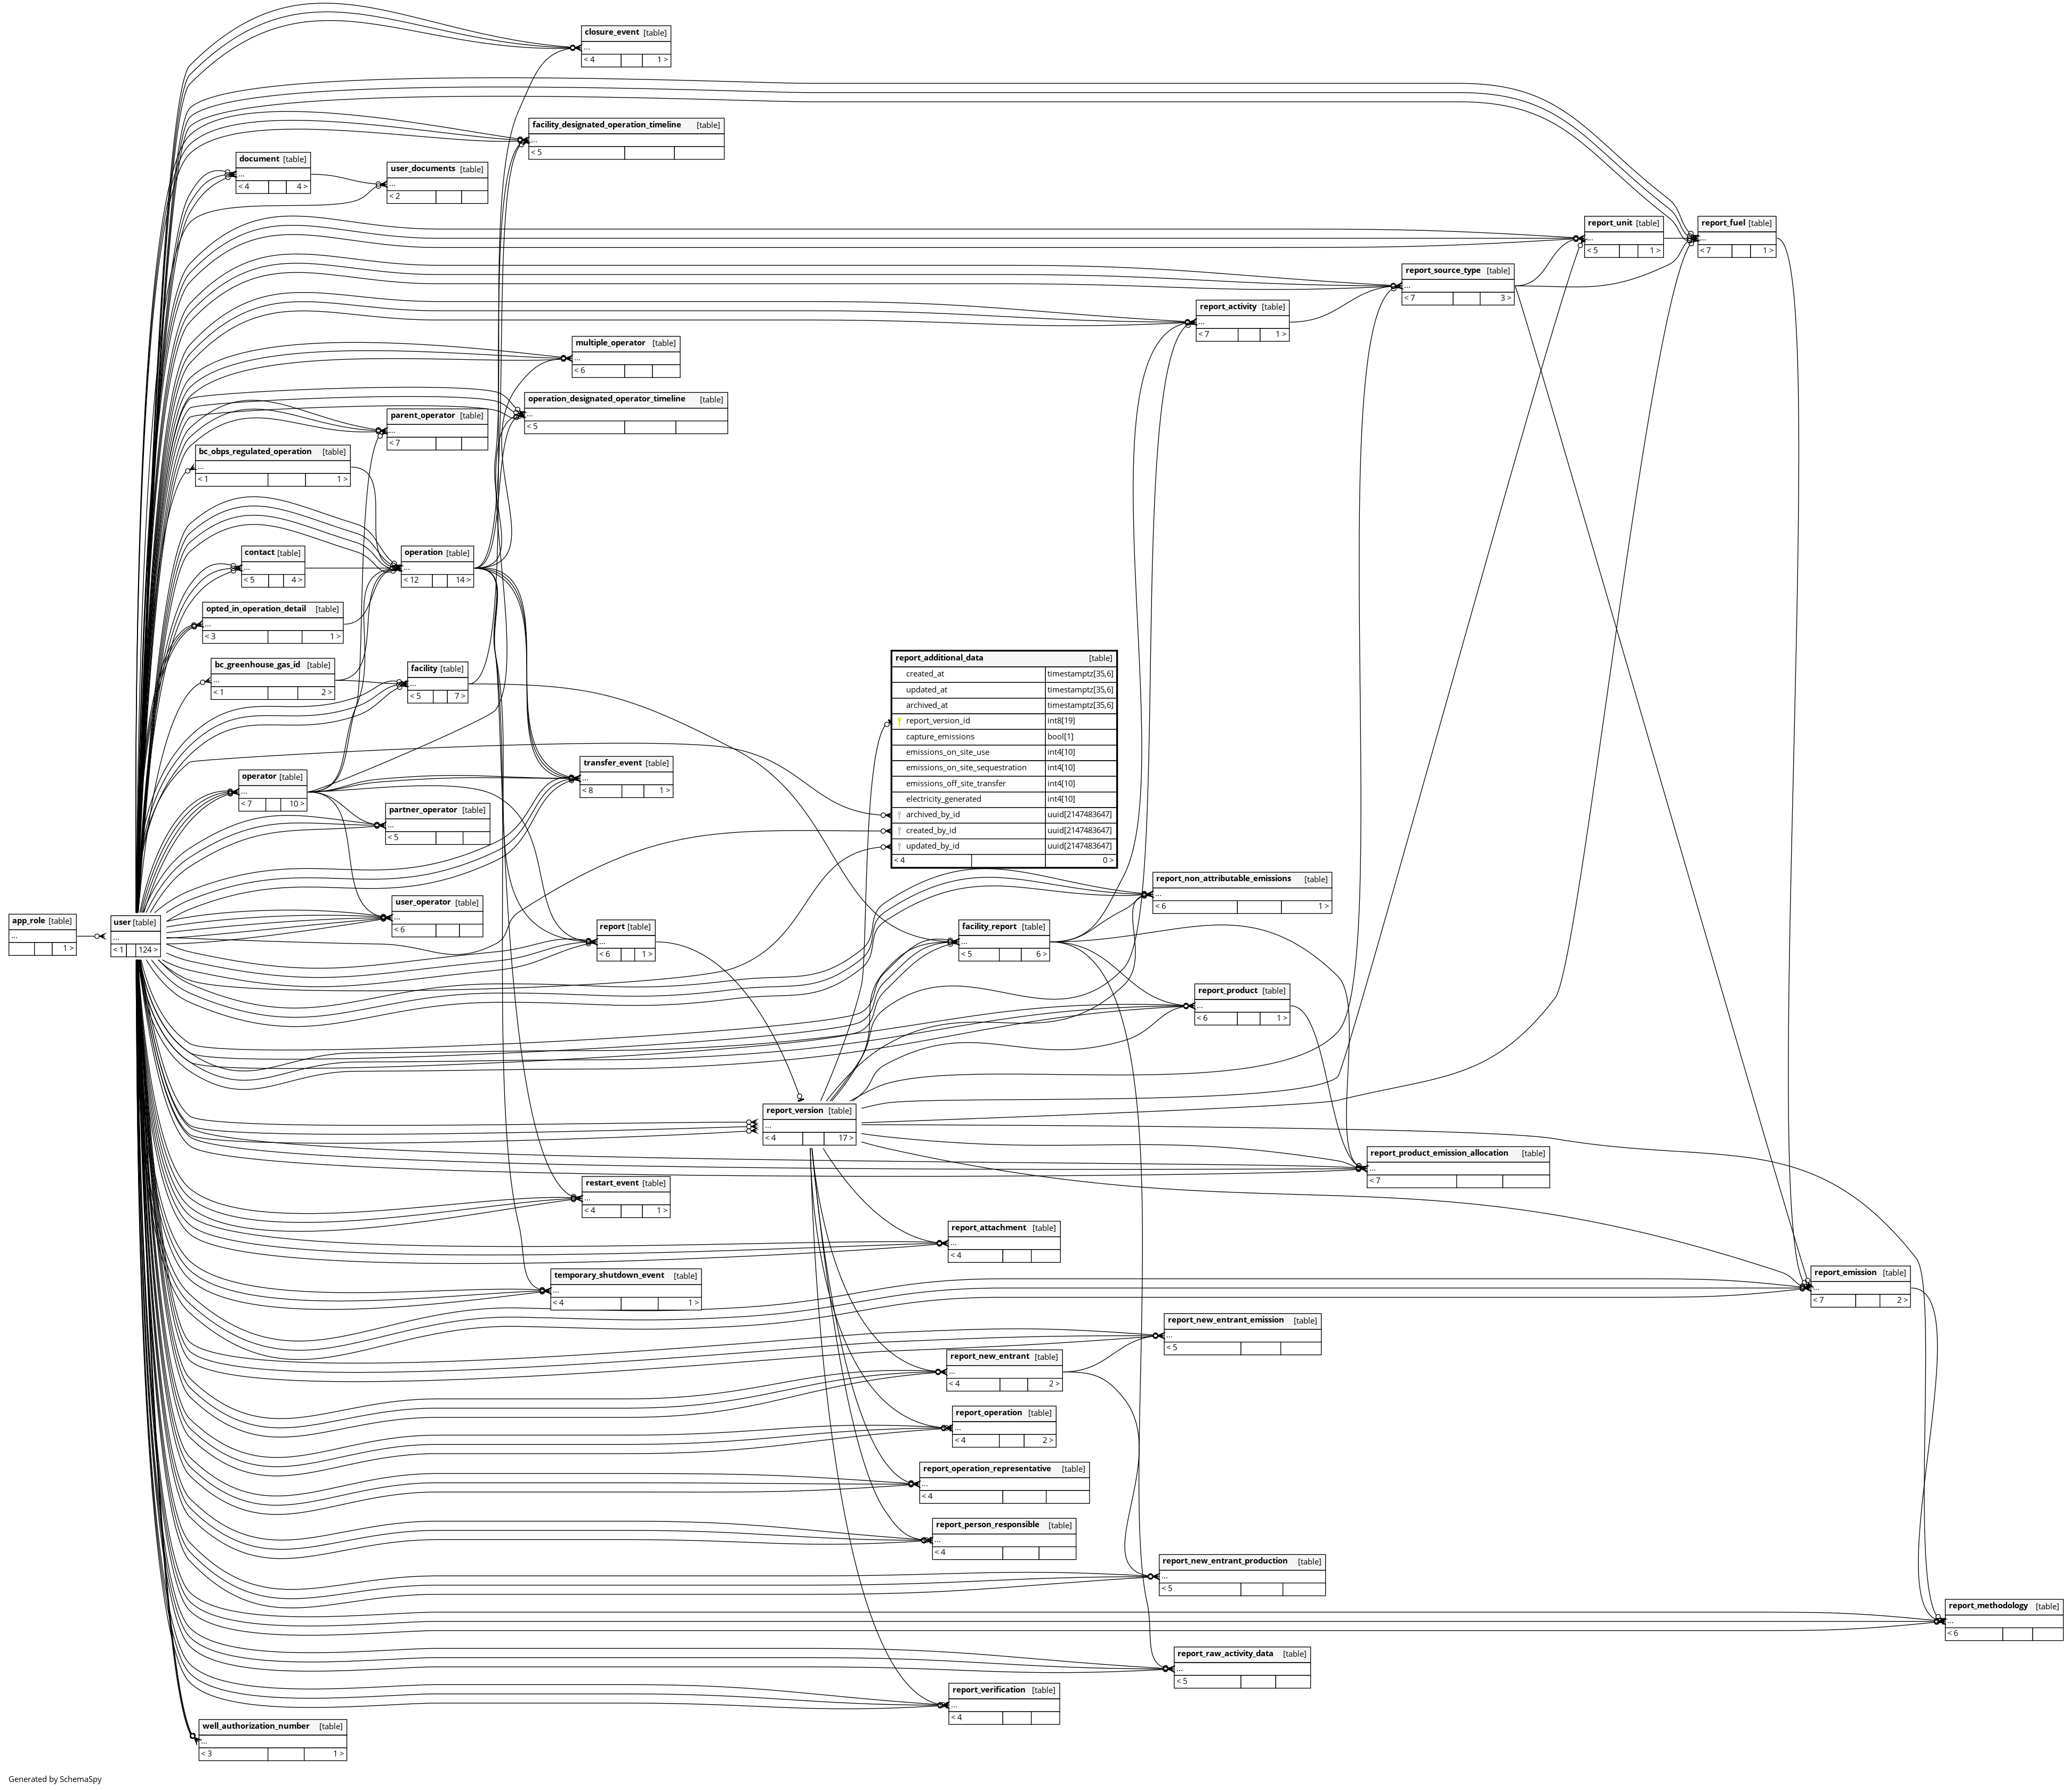 closure_event [table]
...
< 4 1 >
facility_designated_operation_timeline [table]
...
< 5
document [table]
...
< 4 4 >
user_documents [table]
...
< 2
report_unit [table]
...
< 5 1 >
report_fuel [table]
...
< 7 1 >
report_source_type [table]
...
< 7 3 >
report_activity [table]
...
< 7 1 >
multiple_operator [table]
...
< 6
operation_designated_operator_timeline [table]
...
< 5
parent_operator [table]
...
< 7
bc_obps_regulated_operation [table]
...
< 1 1 >
contact [table]
...
< 5 4 >
operation [table]
...
< 12 14 >
opted_in_operation_detail [table]
...
< 3 1 >
bc_greenhouse_gas_id [table]
...
< 1 2 >
facility [table]
...
< 5 7 >
report_additional_data [table]
created_at timestamptz[35,6]
updated_at timestamptz[35,6]
archived_at timestamptz[35,6]
report_version_id int8[19]
capture_emissions bool[1]
emissions_on_site_use int4[10]
emissions_on_site_sequestration int4[10]
emissions_off_site_transfer int4[10]
electricity_generated int4[10]
archived_by_id uuid[2147483647]
created_by_id uuid[2147483647]
updated_by_id uuid[2147483647]
< 4 0 >
transfer_event [table]
...
< 8 1 >
operator [table]
...
< 7 10 >
partner_operator [table]
...
< 5
report_non_attributable_emissions [table]
...
< 6 1 >
user_operator [table]
...
< 6
app_role [table]
...
1 >
user [table]
...
< 1 124 >
report [table]
...
< 6 1 >
facility_report [table]
...
< 5 6 >
report_product [table]
...
< 6 1 >
report_version [table]
...
< 4 17 >
report_product_emission_allocation [table]
...
< 7
restart_event [table]
...
< 4 1 >
report_attachment [table]
...
< 4
temporary_shutdown_event [table]
...
< 4 1 >
report_emission [table]
...
< 7 2 >
report_new_entrant_emission [table]
...
< 5
report_new_entrant [table]
...
< 4 2 >
report_operation [table]
...
< 4 2 >
report_operation_representative [table]
...
< 4
report_person_responsible [table]
...
< 4
report_new_entrant_production [table]
...
< 5
report_methodology [table]
...
< 6
report_raw_activity_data [table]
...
< 5
report_verification [table]
...
< 4
well_authorization_number [table]
...
< 3 1 >
Generated by SchemaSpy